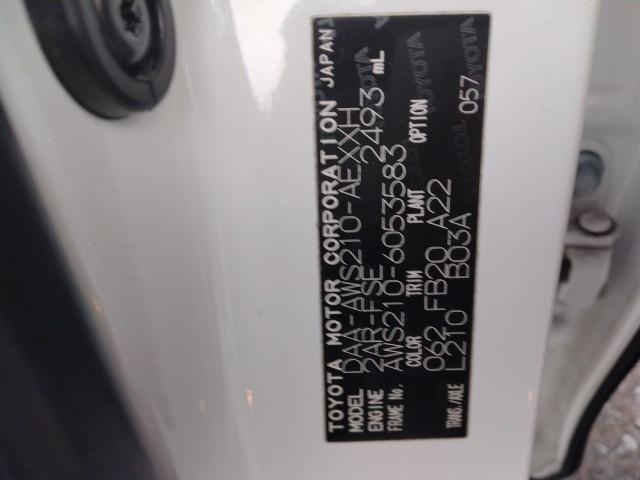 TOYOTA MOTOR CORPORATION JAPAN
MODEL DAA-AWS210-AEXXH
ENGINE 2AR-FSE 2493 mL
FRAME No. AWS210-6053583
COLOR TRIM PLANT OPTION
062 FB20 A22 057
TRANS./AXLE L210 B03A